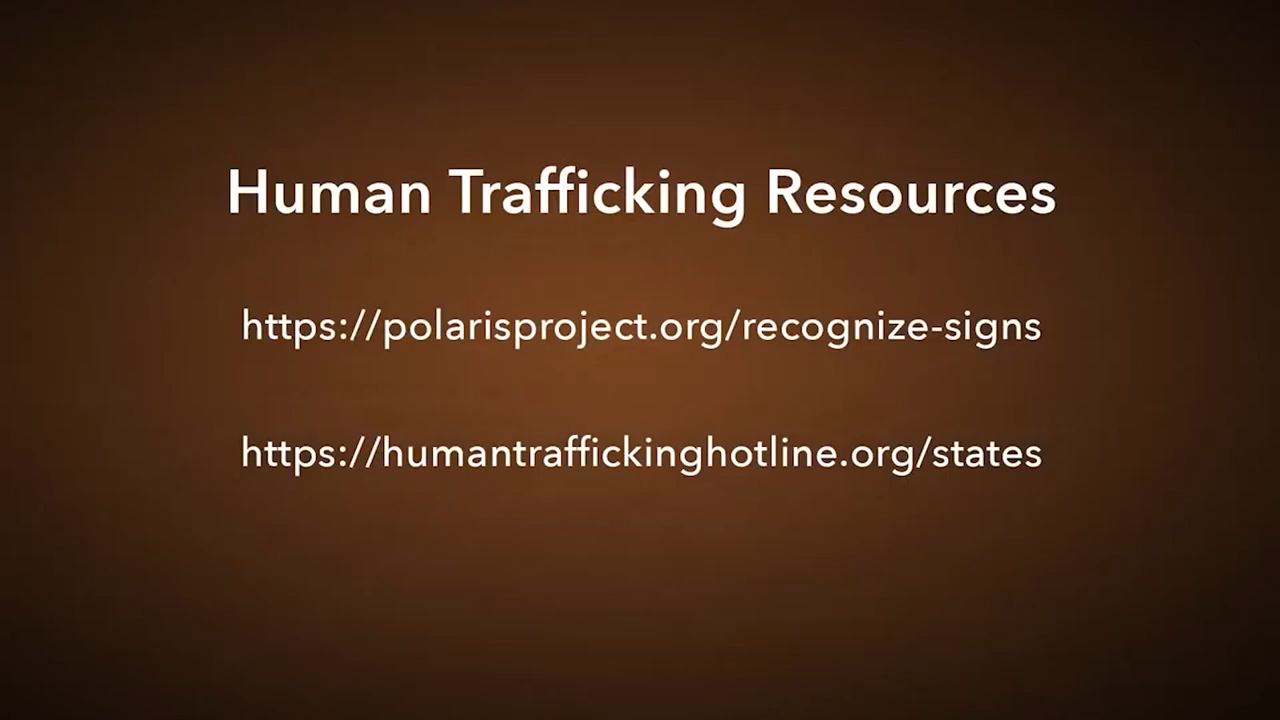 Human Trafficking Resources
https://polarisproject.org/recognize-signs
https://humantraffickinghotline.org/states